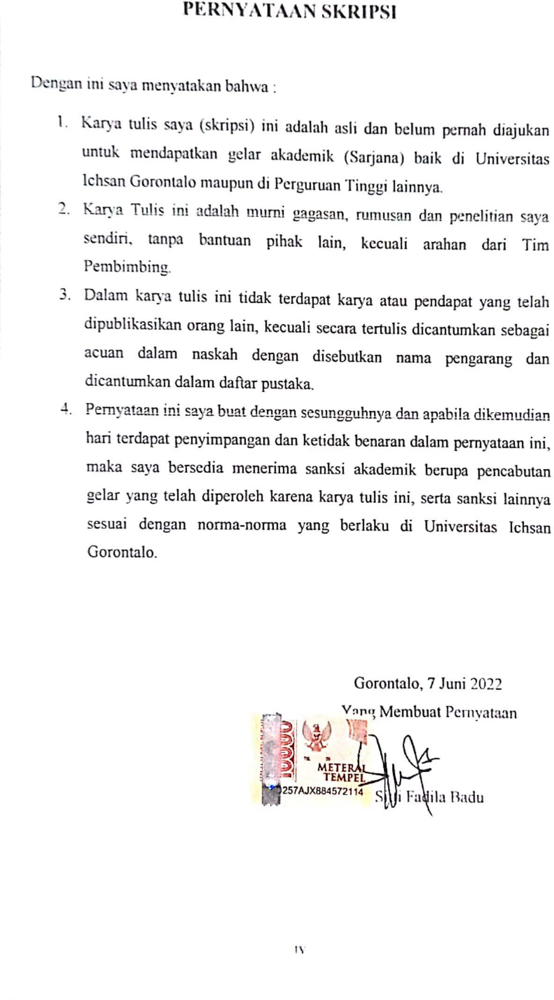 PERNYATAAN SKRIPSI
Dengan ini saya menyatakan bahwa :
1. Karya tulis saya (skripsi) ini adalah asli dan belum pernah diajukan
untuk mendapatkan gelar akademik (Sarjana) baik di Universitas
Ichsan Gorontalo maupun di Perguruan Tinggi lainnya.
2. Karya Tulis ini adalah murni gagasan, rumusan dan penelitian saya
sendiri, tanpa bantuan pihak lain, kecuali arahan dari Tim
Pembimbing.
3. Dalam karya tulis ini tidak terdapat karya atau pendapat yang telah
dipublikasikan orang lain, kecuali secara tertulis dicantumkan sebagai
acuan dalam naskah dengan disebutkan nama pengarang dan
dicantumkan dalam daftar pustaka.
4. Pernyataan ini saya buat dengan sesungguhnya dan apabila dikemudian
hari terdapat penyimpangan dan ketidak benaran dalam pernyataan ini,
maka saya bersedia menerima sanksi akademik berupa pencabutan
gelar yang telah diperoleh karena karya tulis ini, serta sanksi lainnya
sesuai dengan norma-norma yang berlaku di Universitas Ichsan
Gorontalo.
Gorontalo, 7 Juni 2022
Yang Membuat Pernyataan
10000
METERAI
TEMPEL
257AJX884572114
Fadila Badu
iv